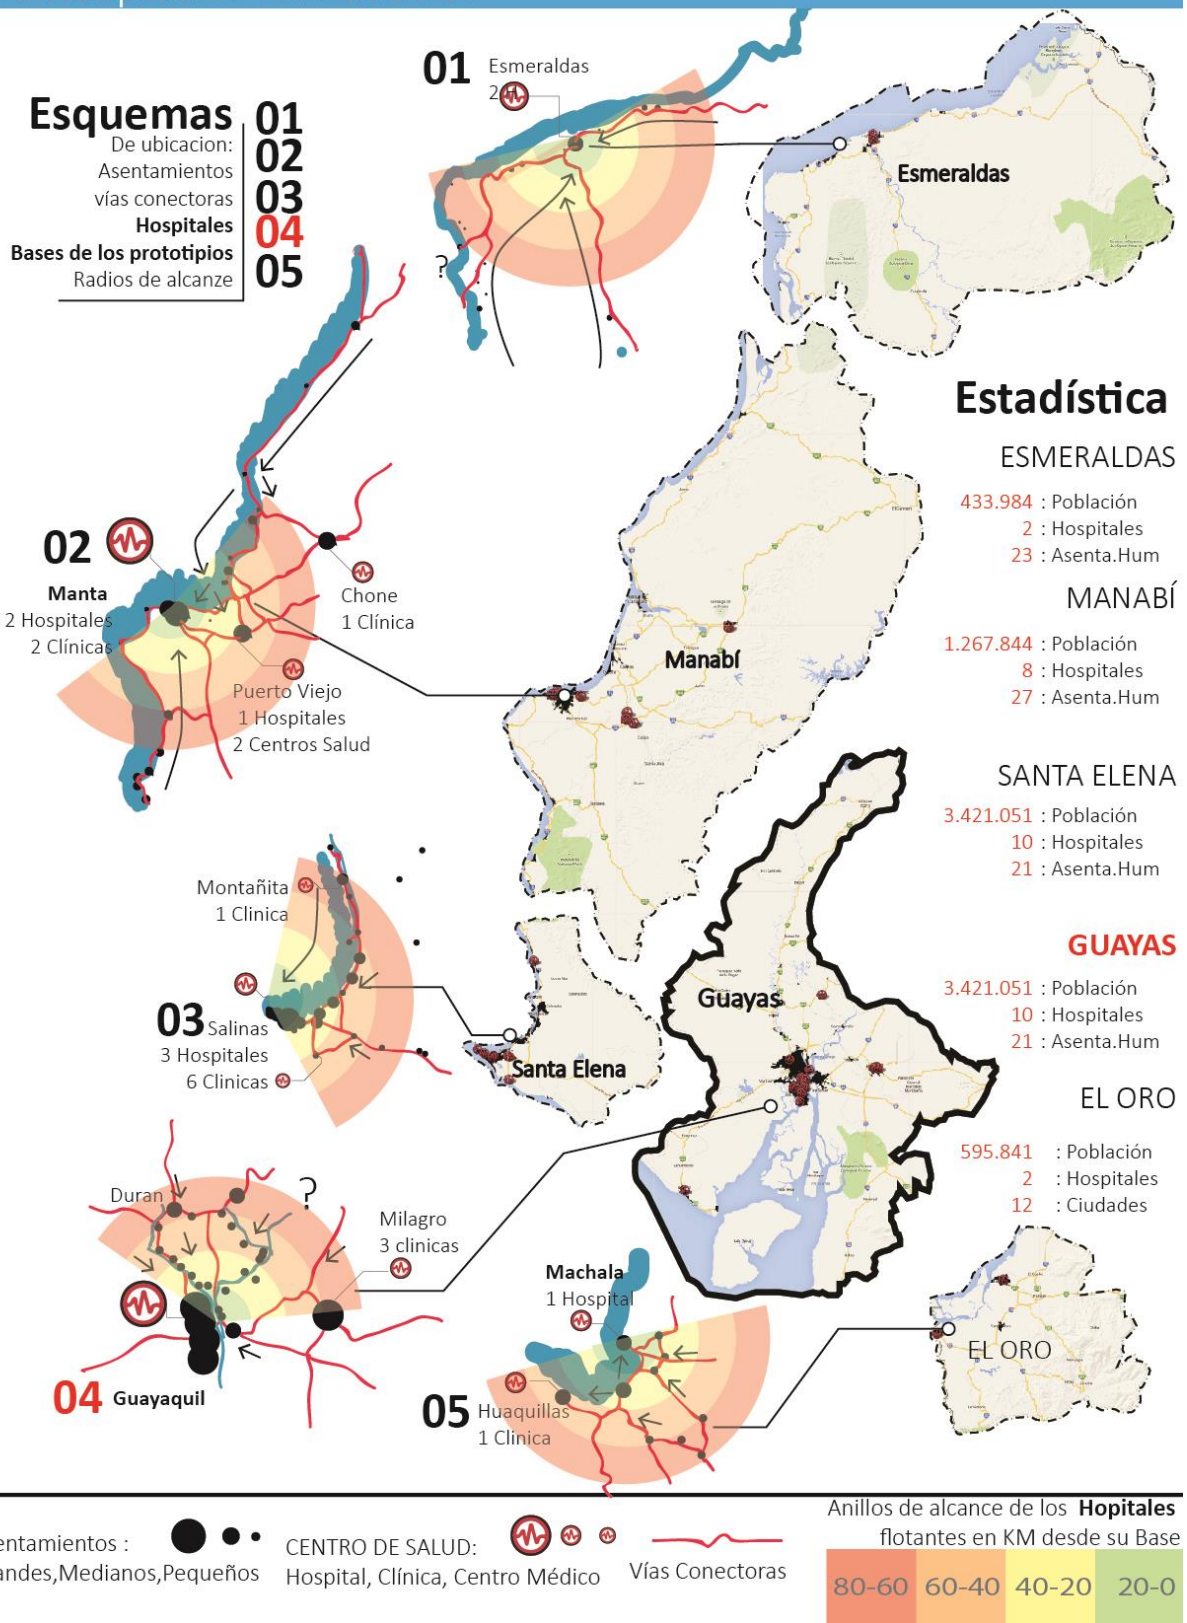 Esquemas
De ubicacion:
Asentamientos
vías conectoras
Hospitales
Bases de los prototipios
Radios de alcanze
01
02
03
04
05
01
Esmeraldas
?
Esmeraldas
02
Manta
2 Hospitales
2 Clínicas
Chone
1 Clínica
Puerto Viejo
1 Hospitales
2 Centros Salud
Manabí
Estadística
ESMERALDAS
433.984 : Población
2 : Hospitales
23 : Asenta.Hum
MANABÍ
1.267.844 : Población
8 : Hospitales
27 : Asenta.Hum
SANTA ELENA
3.421.051 : Población
10 : Hospitales
21 : Asenta.Hum
GUAYAS
3.421.051 : Población
10 : Hospitales
21 : Asenta.Hum
EL ORO
595.841 : Población
2 : Hospitales
12 : Ciudades
Montañita
1 Clinica
03 Salinas
3 Hospitales
6 Clinicas
Santa Elena
Guayas
Duran
?
Milagro
3 clinicas
04 Guayaquil
Machala
1 Hospital
05
Huaquillas
1 Clinica
EL ORO
entamientos :
andes,Medianos,Pequeños
CENTRO DE SALUD:
Hospital, Clínica, Centro Médico
Vías Conectoras
Anillos de alcance de los Hopitales
flotantes en KM desde su Base
80-60 60-40 40-20 20-0